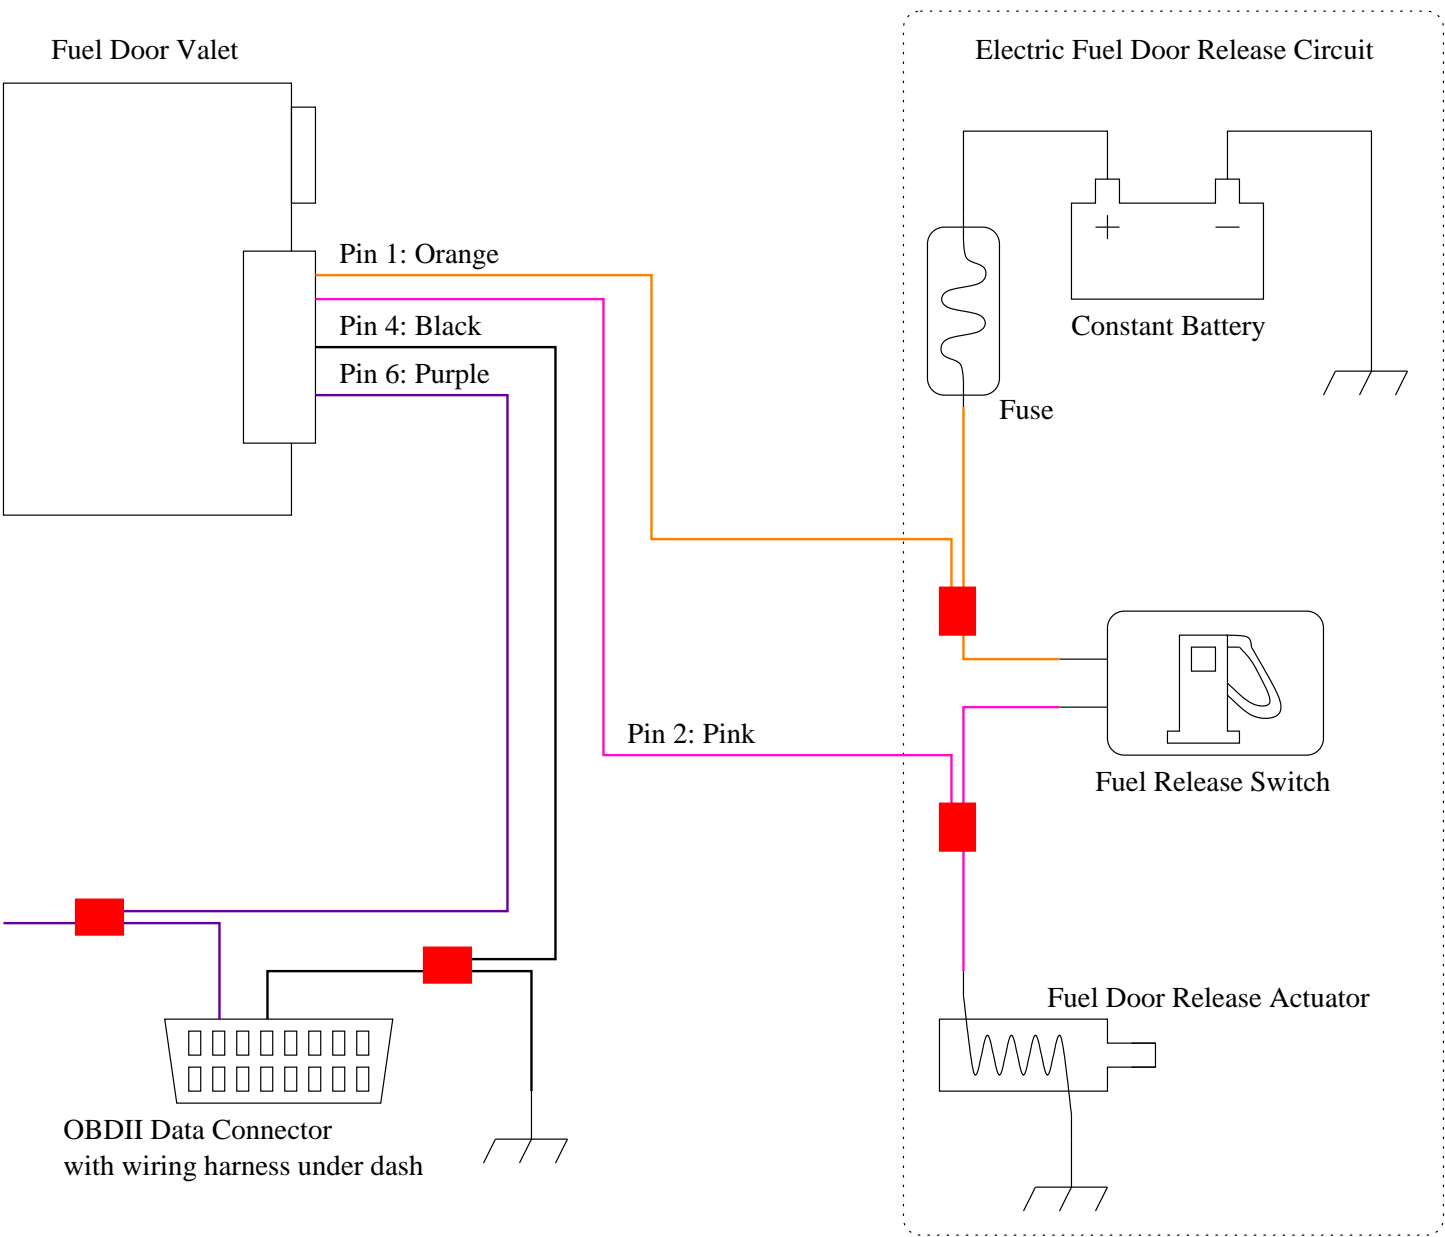 Fuel Door Valet
Electric Fuel Door Release Circuit
Pin 1: Orange
Pin 4: Black
Pin 6: Purple
+
−
Constant Battery
Fuse
Pin 2: Pink
Fuel Release Switch
Fuel Door Release Actuator
OBDII Data Connector
with wiring harness under dash